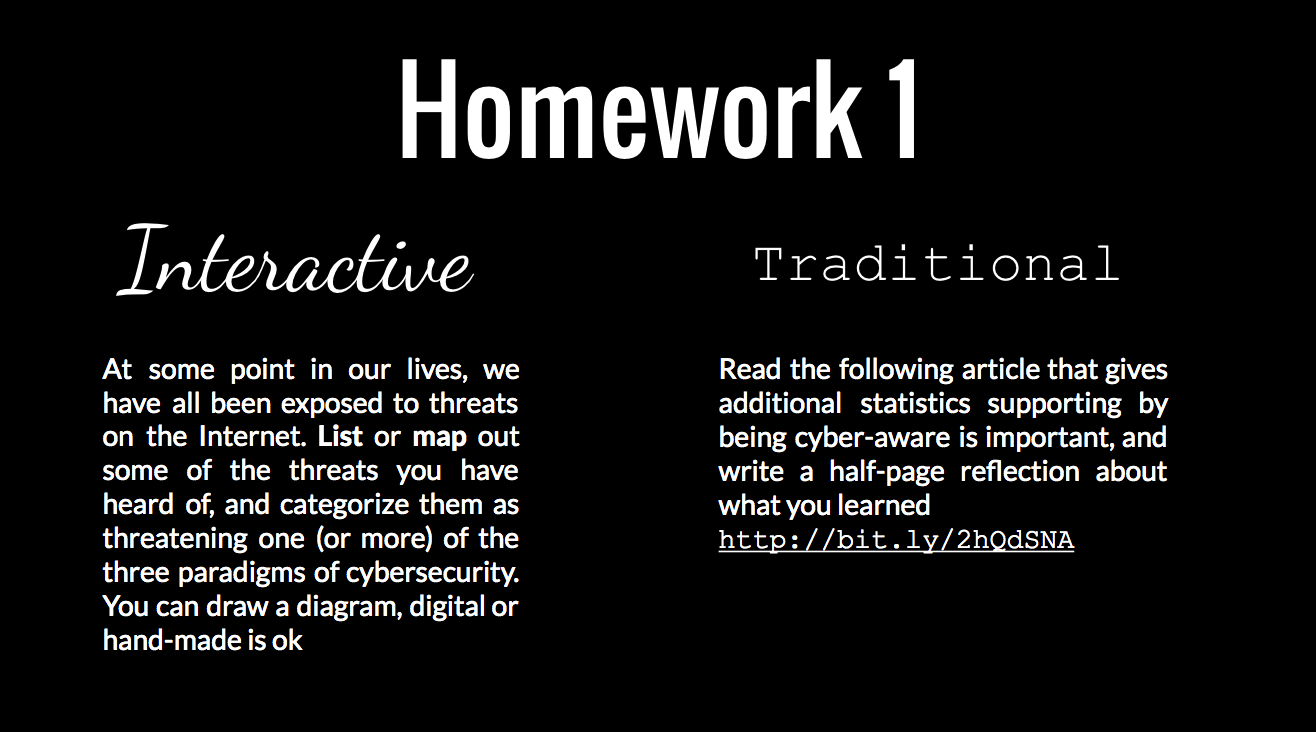 Homework 1
Interactive
At some point in our lives, we
have all been exposed to threats
on the Internet. List or map out
some of the threats you have
heard of, and categorize them as
threatening one (or more) of the
three paradigms of cybersecurity.
You can draw a diagram, digital or
hand-made is ok
Traditional
Read the following article that gives
additional statistics supporting by
being cyber-aware is important, and
write a half-page reflection about
what you learned
http://bit.ly/2hQdSNA